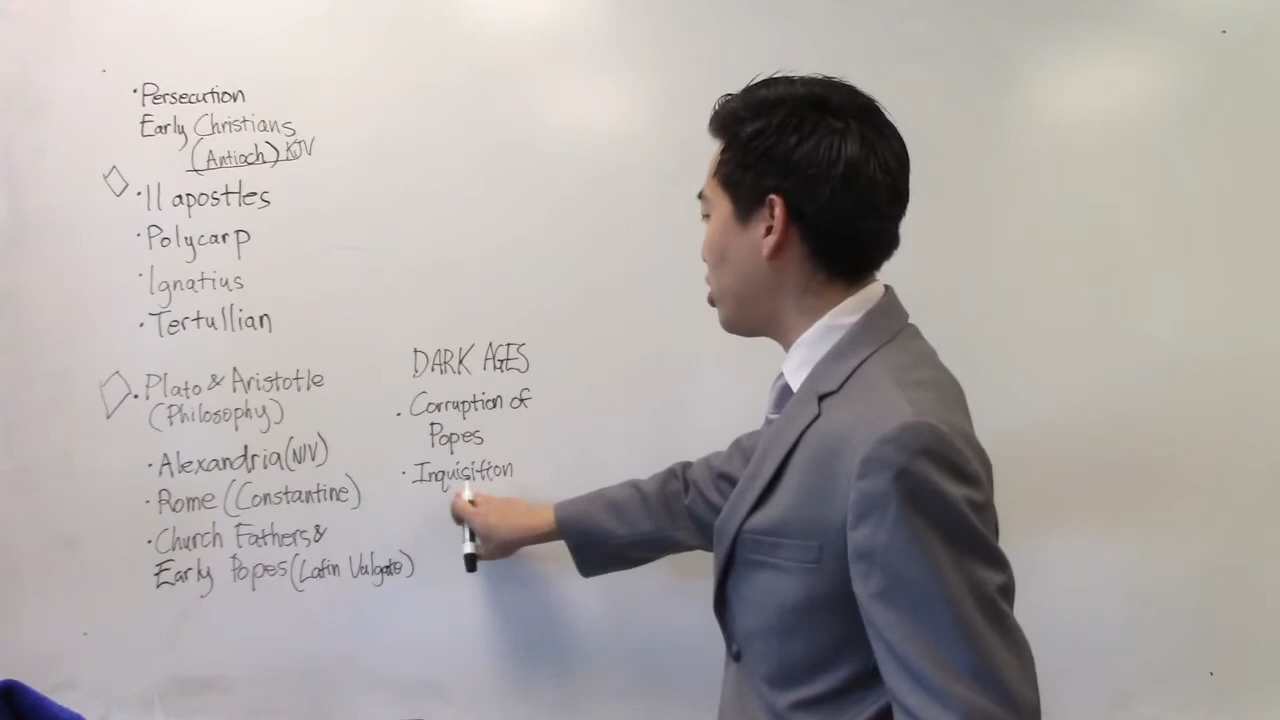 ·Persecution
Early Christians
(Antioch) KJV
·11 apostles
·Polycarp
·Ignatius
·Tertullian
·Plato & Aristotle
(Philosophy)
·Alexandria (NIV)
·Rome (Constantine)
·Church Fathers &
Early Popes (Latin Vulgate)
DARK AGES
·Corruption of
Popes
·Inquisition